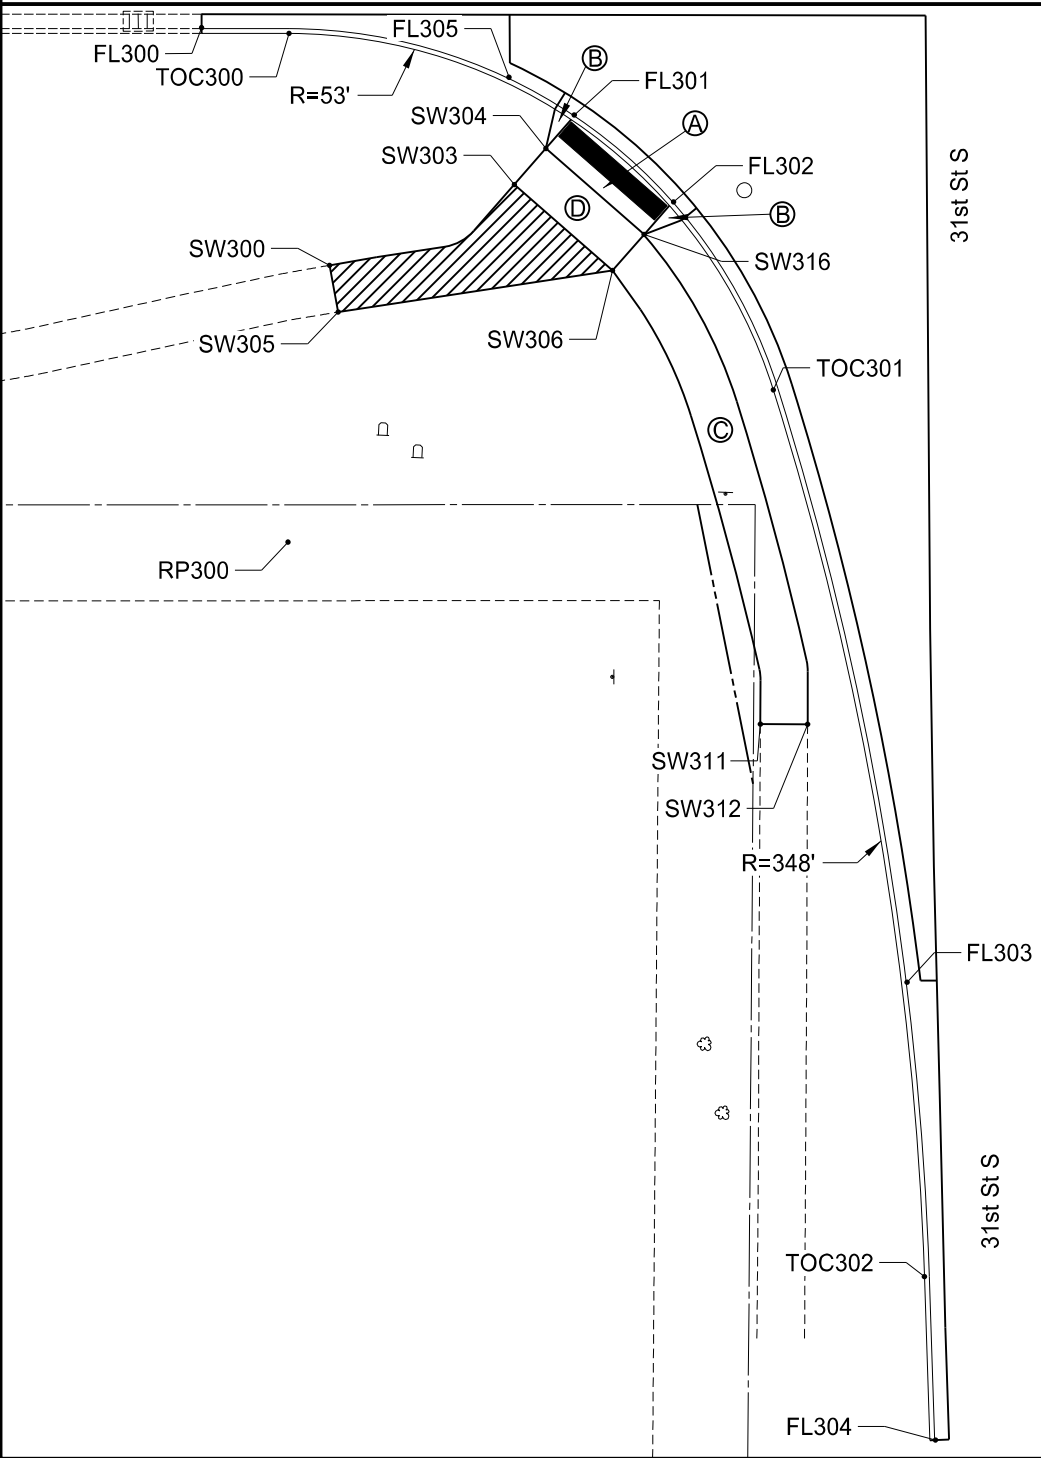 FL305
FL300
TOC300
B
FL301
R=53'
SW304
A
SW303
FL302
31st St S
D
B
SW300
SW316
SW305
SW306
TOC301
C
RP300
SW311
SW312
R=348'
FL303
31st St S
TOC302
FL304